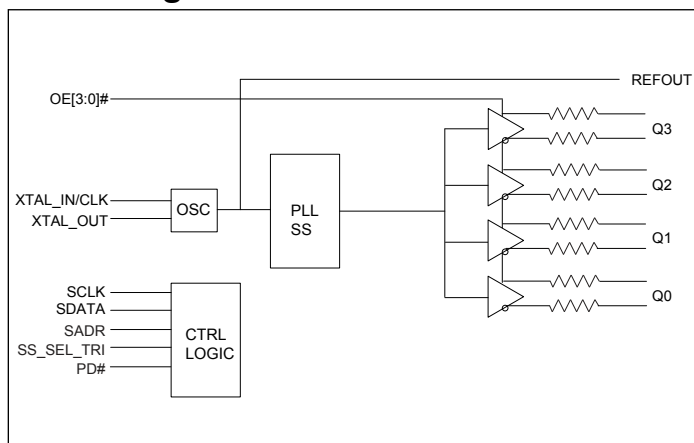 REFOUT
OE[3:0]#
Q3
Q2
XTAL_IN/CLK
OSC
PLL
SS
XTAL_OUT
Q1
SCLK
Q0
SDATA
SADR
CTRL
LOGIC
SS_SEL_TRI
PD#